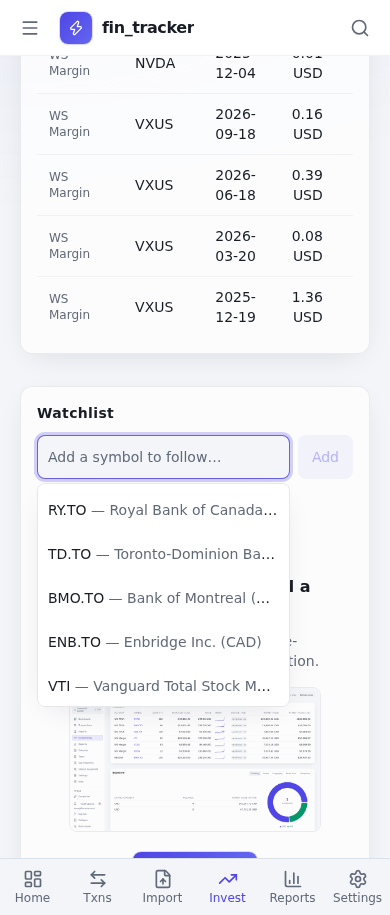 fin_tracker
WS
Margin
NVDA
12-04
USD
WS
Margin
VXUS
2026-
09-18
0.16
USD
WS
Margin
VXUS
2026-
06-18
0.39
USD
WS
Margin
VXUS
2026-
03-20
0.08
USD
WS
Margin
VXUS
2025-
12-19
1.36
USD
Watchlist
Add a symbol to follow…
Add
RY.TO — Royal Bank of Canada…
TD.TO — Toronto-Dominion Ba…
BMO.TO — Bank of Montreal (…
ENB.TO — Enbridge Inc. (CAD)
VTI — Vanguard Total Stock M…
a
Home
Txns
Import
Invest
Reports
Settings